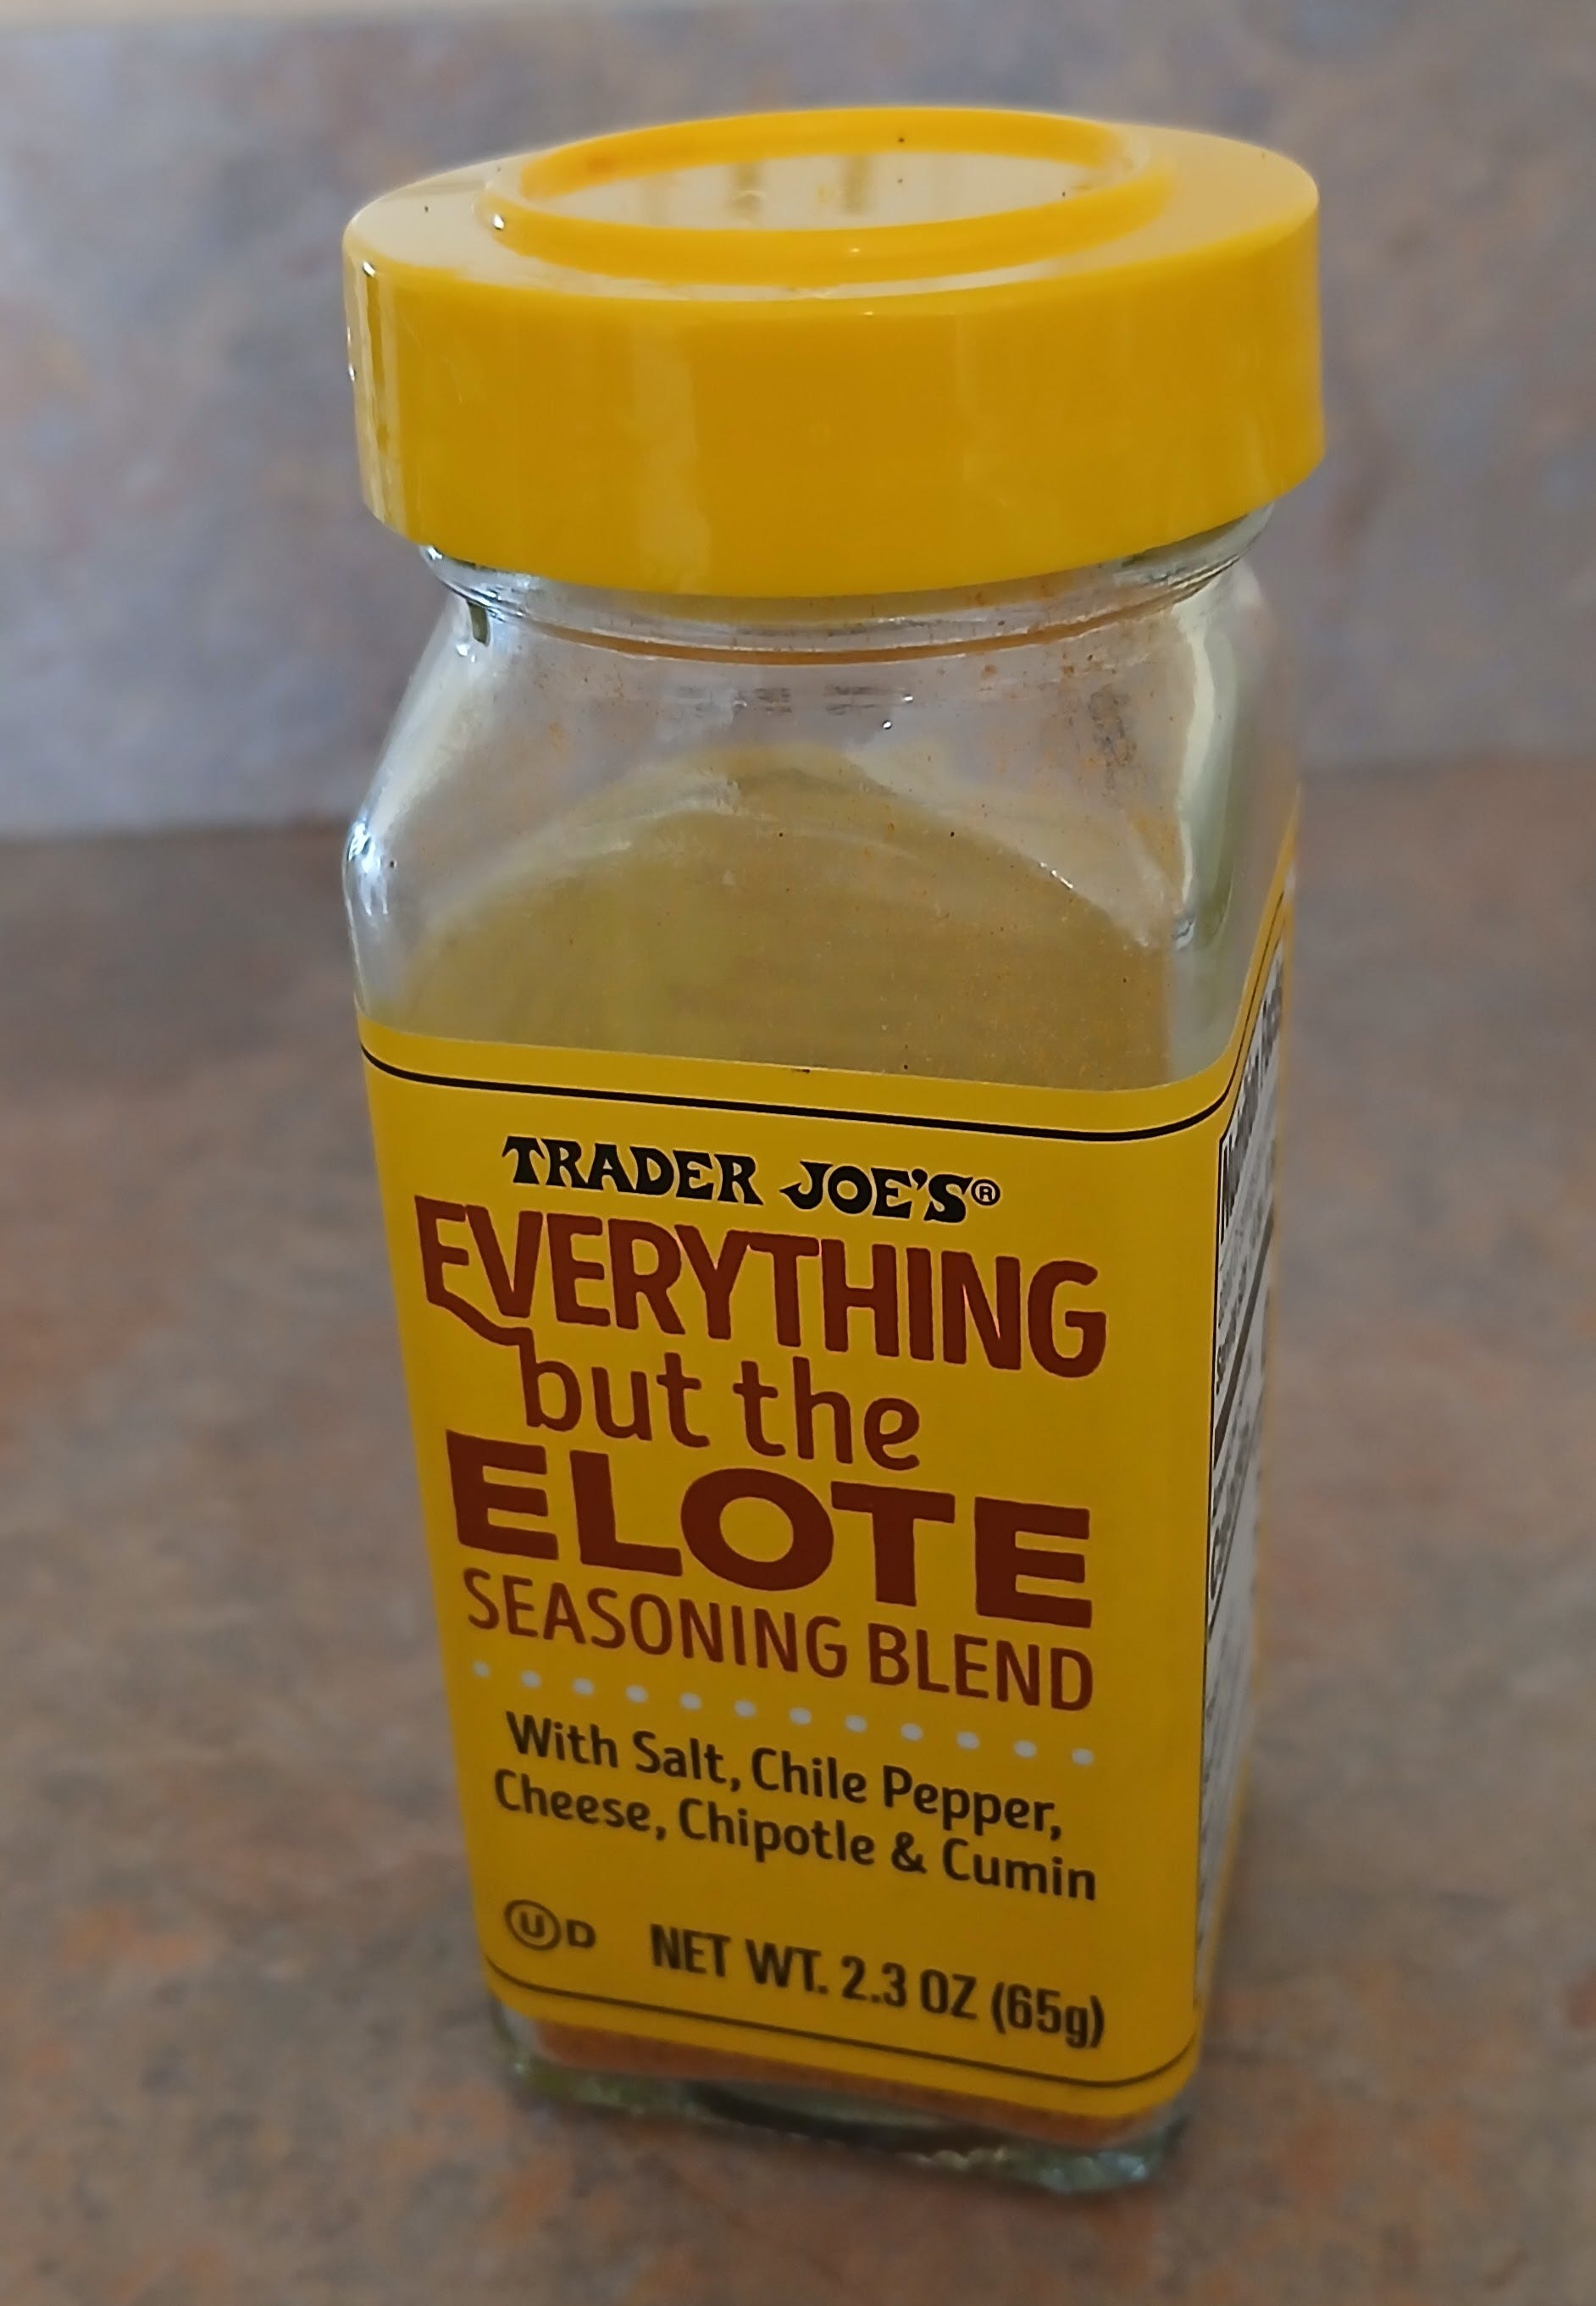 TRADER JOE'S®
EVERYTHING
but the
ELOTE
SEASONING BLEND
With Salt, Chile Pepper,
Cheese, Chipotle & Cumin
Ⓤ D NET WT. 2.3 OZ (65g)